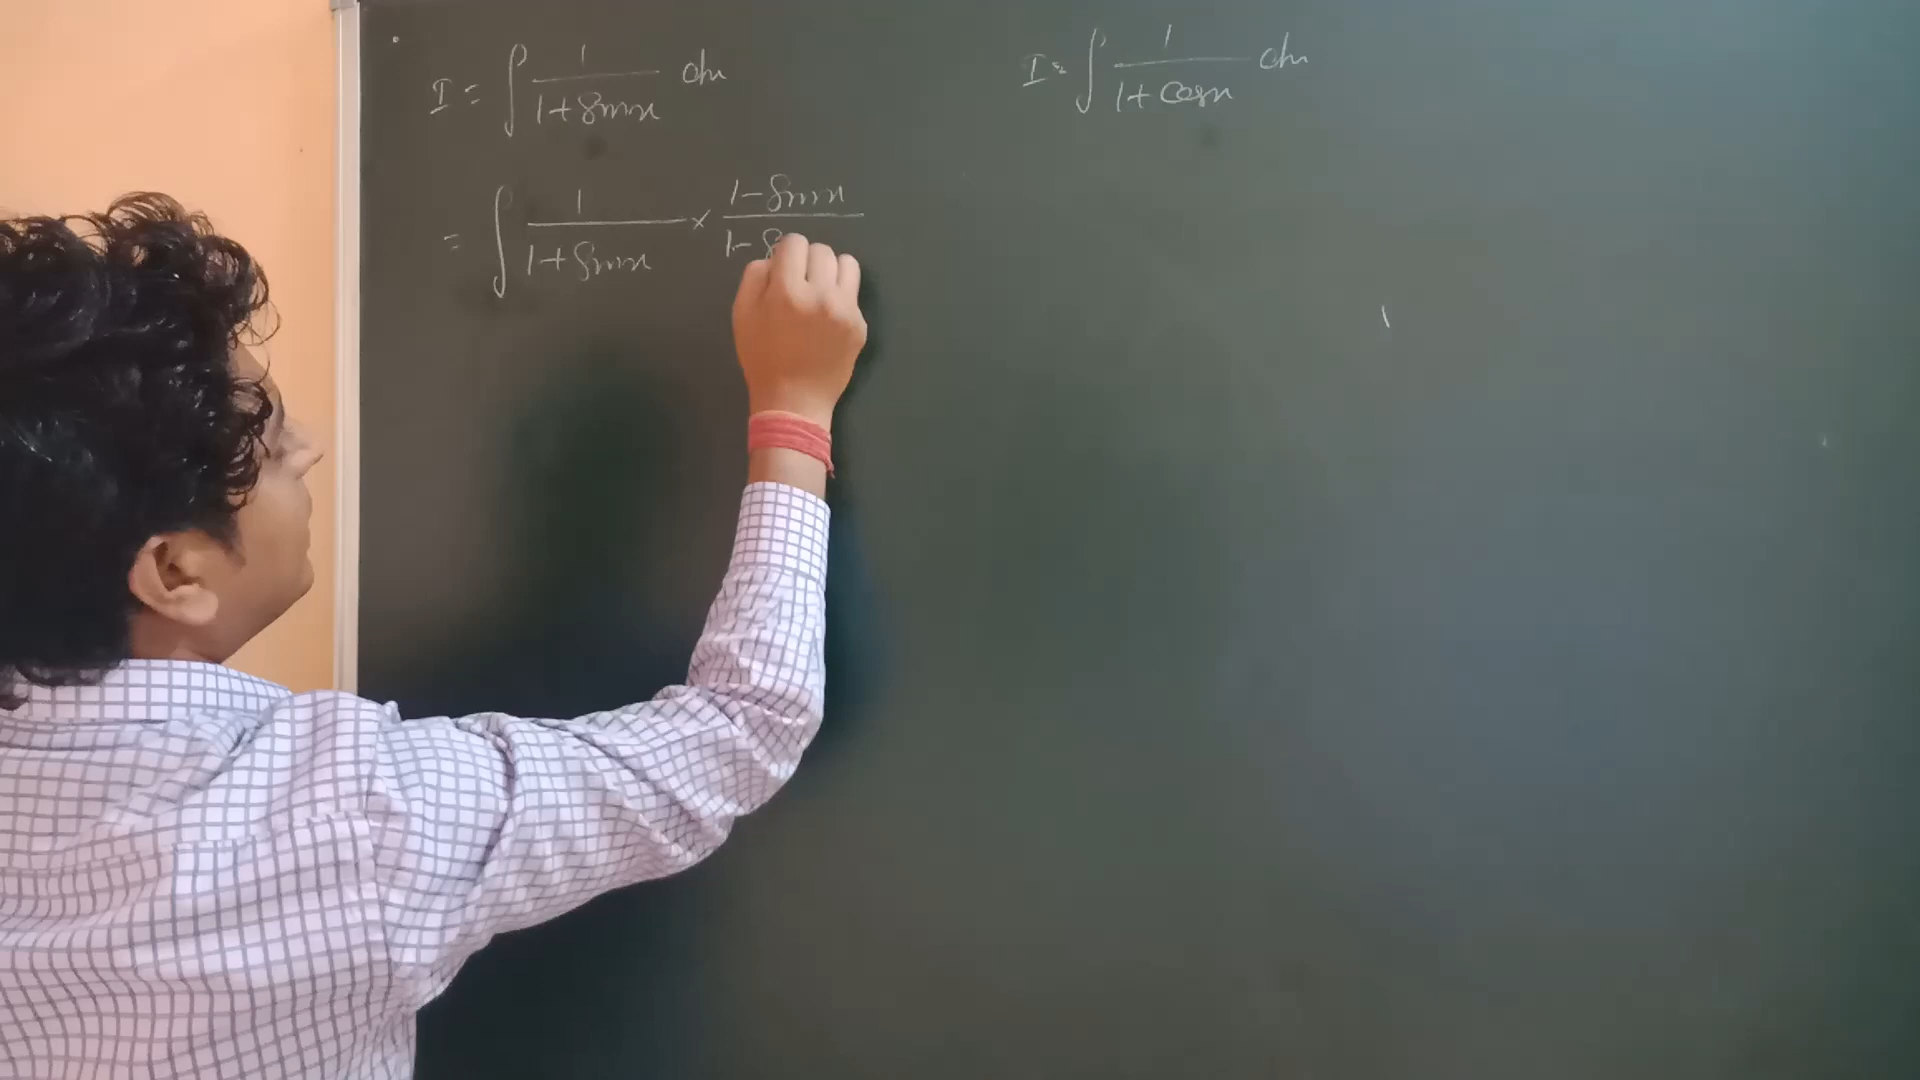 I = ∫ 1/(1+sinx) dx
= ∫ 1/(1+sinx) × (1-sinx)/(1-s
I = ∫ 1/(1+cosx) dx